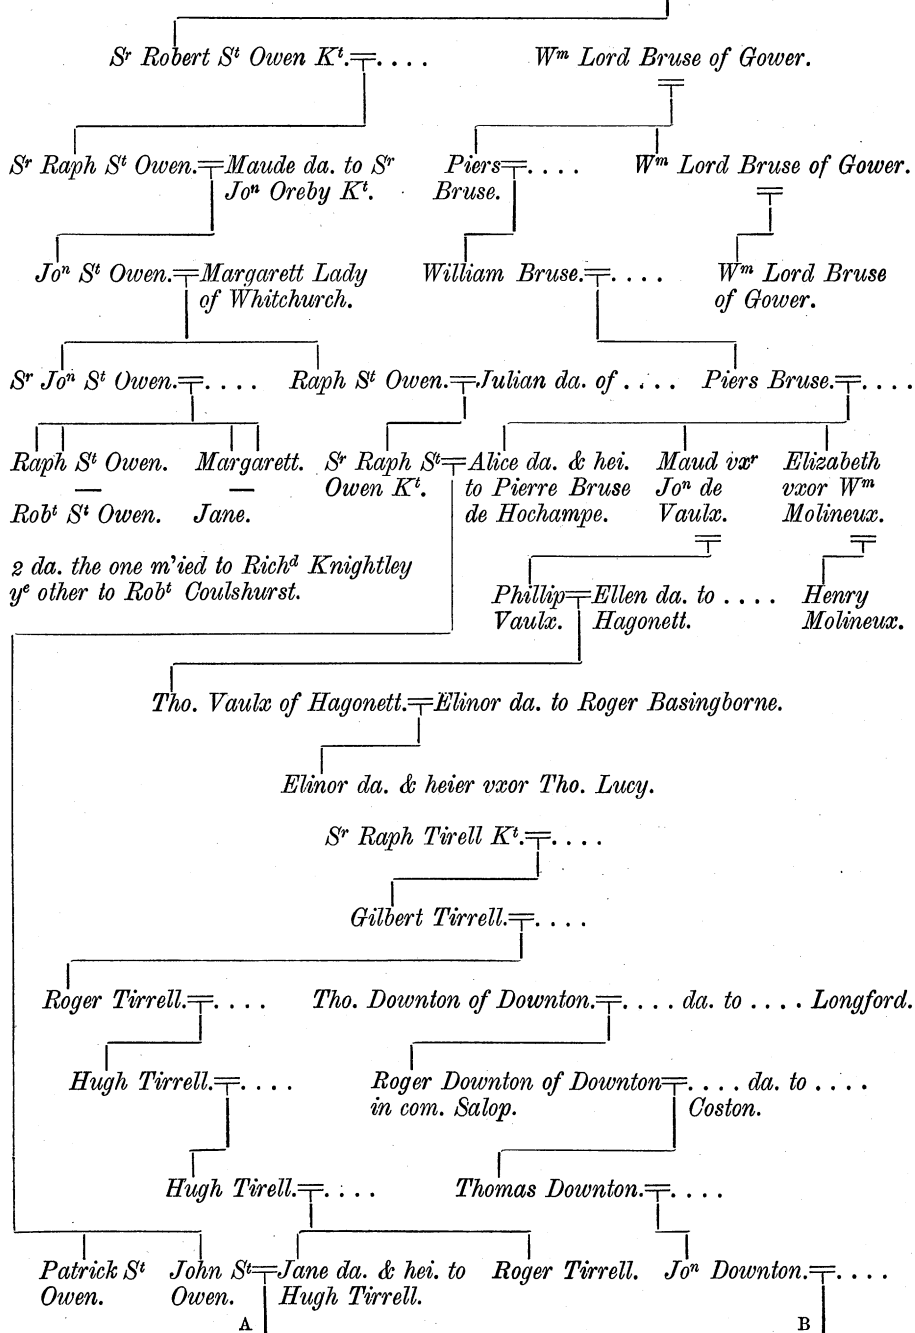 Sʳ Robert Sᵗ Owen Kᵗ.=. . . . Wᵐ Lord Bruse of Gower.
Sʳ Raph Sᵗ Owen.=Maude da. to Sʳ Piers=. . . . Wᵐ Lord Bruse of Gower.
Joⁿ Oreby Kᵗ. Bruse.
Joⁿ Sᵗ Owen.=Margarett Lady William Bruse.=. . . . Wᵐ Lord Bruse
of Whitchurch. of Gower.
Sʳ Joⁿ Sᵗ Owen.=. . . . Raph Sᵗ Owen.=Julian da. of . . . . Piers Bruse.=. . . .
Raph Sᵗ Owen. Margarett. Sʳ Raph Sᵗ=Alice da. & hei. Maud vxʳ Elizabeth
— — Owen Kᵗ. to Pierre Bruse Joⁿ de vxor Wᵐ
Robᵗ Sᵗ Owen. Jane. de Hochampe. Vaulx. Molineux.
2 da. the one m'ied to Richᵈ Knightley
yᵉ other to Robᵗ Coulshurst.
Phillip=Ellen da. to . . . . Henry
Vaulx. Hagonett. Molineux.
Tho. Vaulx of Hagonett.=Elinor da. to Roger Basingborne.
Elinor da. & heier vxor Tho. Lucy.
Sʳ Raph Tirell Kᵗ.=. . . .
Gilbert Tirrell.=. . . .
Roger Tirrell.=. . . . Tho. Downton of Downton.=. . . . da. to . . . . Longford.
Hugh Tirrell.=. . . . Roger Downton of Downton=. . . . da. to . . . .
in com. Salop. Coston.
Hugh Tirell.=. . . . Thomas Downton.=. . . .
Patrick Sᵗ John Sᵗ=Jane da. & hei. to Roger Tirrell. Joⁿ Downton.=. . . .
Owen. Owen. Hugh Tirrell.
A B